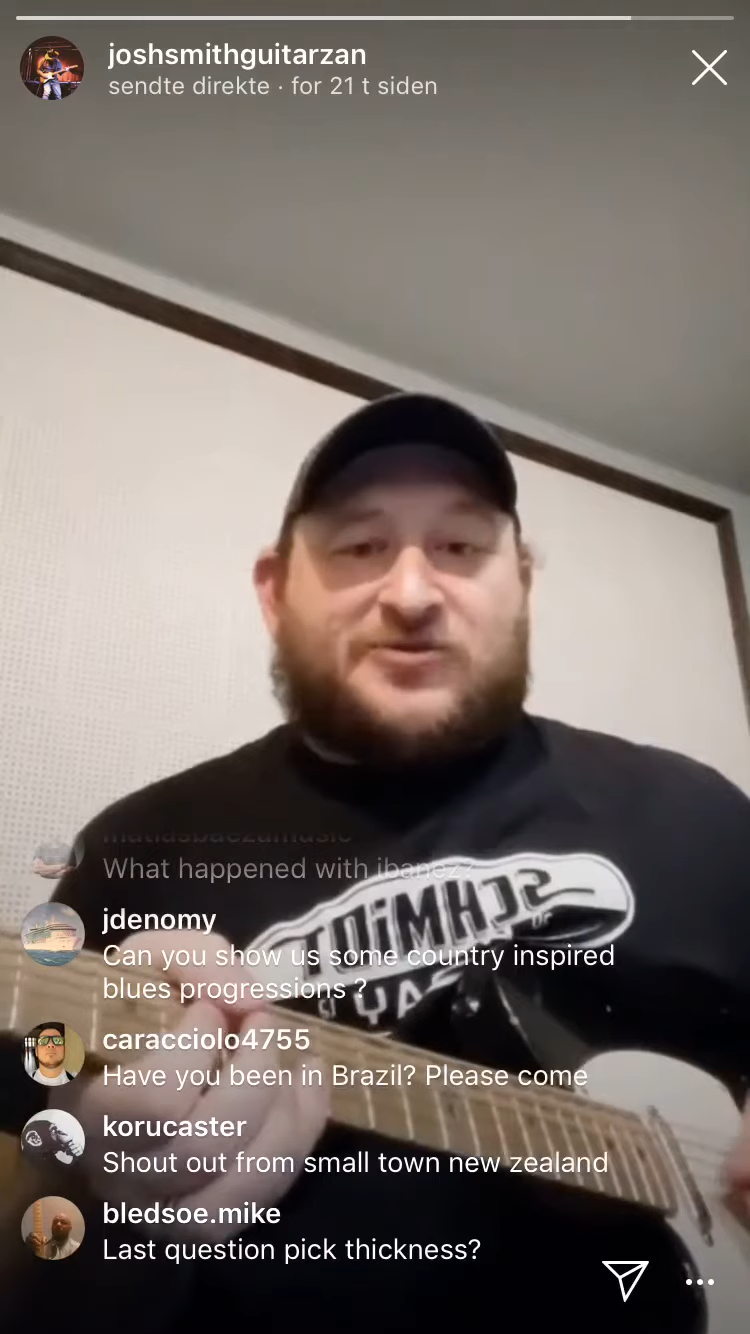 joshsmithguitarzan
sendte direkte · for 21 t siden
matiasbaezamusic
What happened with ibanez?
jdenomy
Can you show us some country inspired
blues progressions ?
caracciolo4755
Have you been in Brazil? Please come
korucaster
Shout out from small town new zealand
bledsoe.mike
Last question pick thickness?